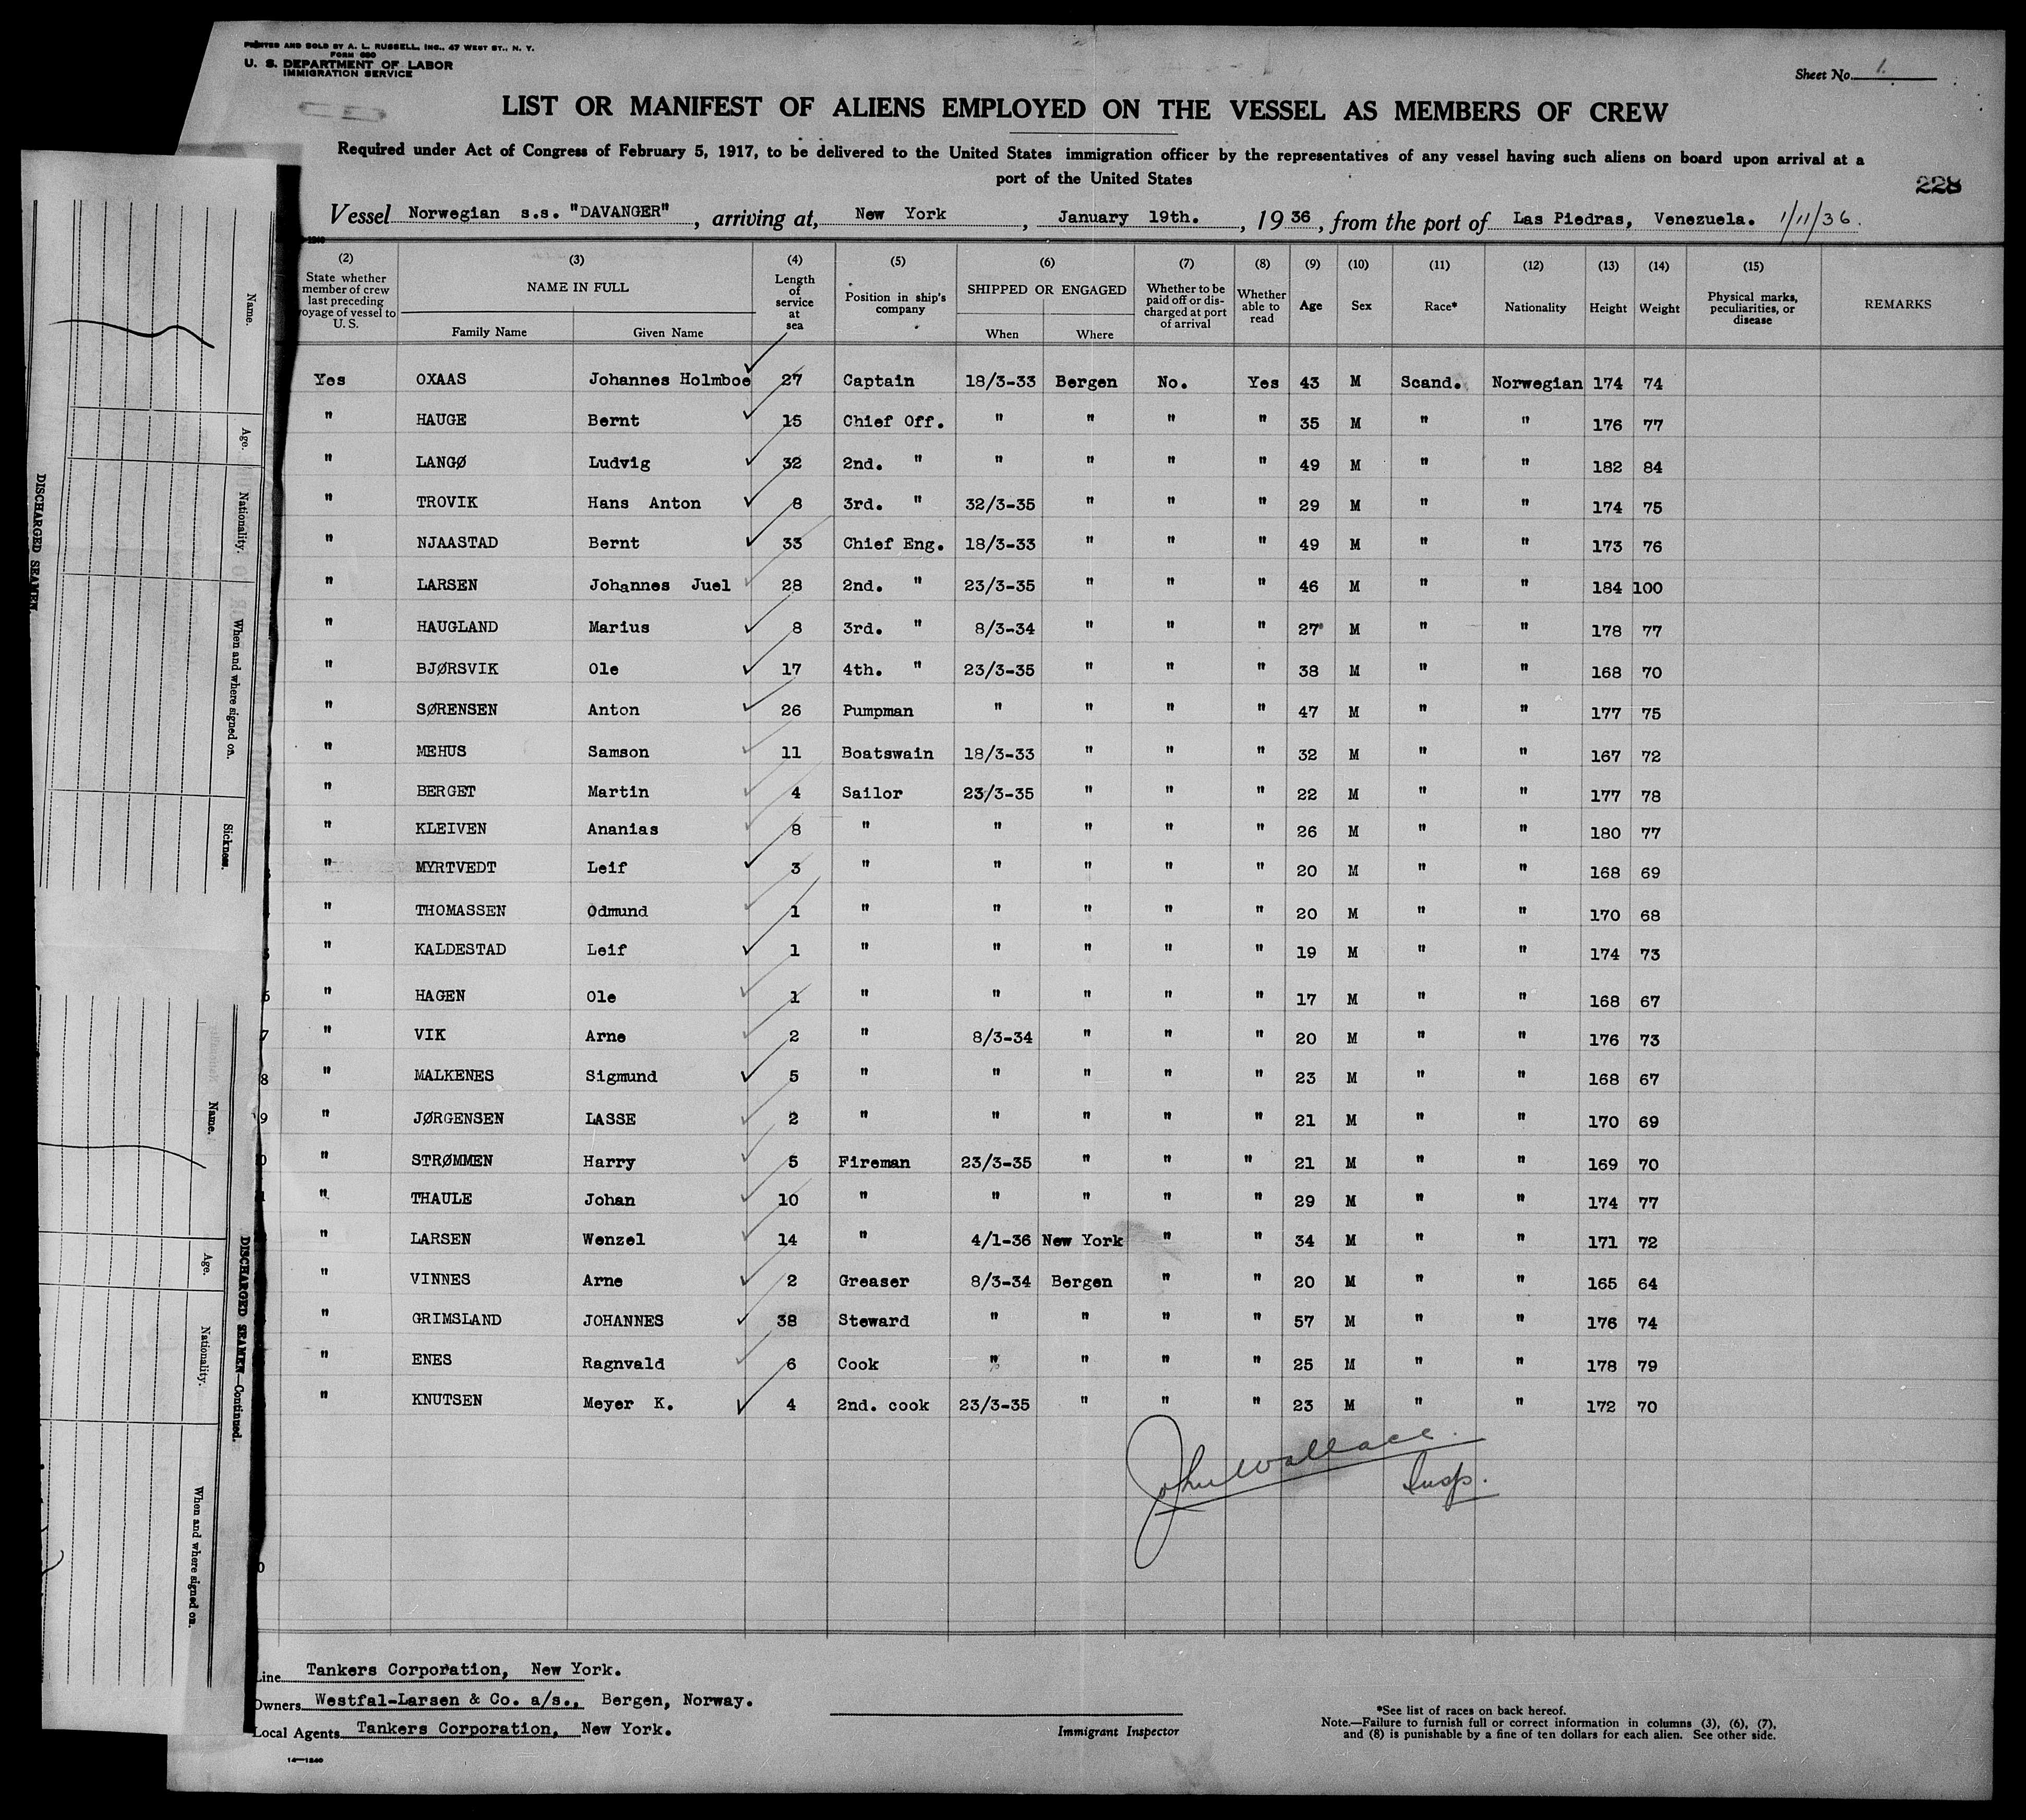 PRINTED AND SOLD BY A. L. RUSSELL, INC., 47 WEST ST., N. Y.
FORM 680
U. S. DEPARTMENT OF LABOR
IMMIGRATION SERVICE
Sheet No. 1.
LIST OR MANIFEST OF ALIENS EMPLOYED ON THE VESSEL AS MEMBERS OF CREW
Required under Act of Congress of February 5, 1917, to be delivered to the United States immigration officer by the representatives of any vessel having such aliens on board upon arrival at a
port of the United States
228
Vessel Norwegian s.s. "DAVANGER", arriving at, New York, January 19th., 1936, from the port of Las Piedras, Venezuela. 1/11/36.
(2) (3) (4) (5) (6) (7) (8) (9) (10) (11) (12) (13) (14) (15)
State whether member of crew last preceding voyage of vessel to U. S. NAME IN FULL Family Name Given Name Length of service at sea Position in ship's company SHIPPED OR ENGAGED When Where Whether to be paid off or discharged at port of arrival Whether able to read Age Sex Race* Nationality Height Weight Physical marks, peculiarities, or disease REMARKS
Yes OXAAS Johannes Holmboe 27 Captain 18/3-33 Bergen No. Yes 43 M Scand. Norwegian 174 74
" HAUGE Bernt 15 Chief Off. " " " " 35 M " " 176 77
" LANGØ Ludvig 32 2nd. " " " " " 49 M " " 182 84
" TROVIK Hans Anton 8 3rd. " 32/3-35 " " " 29 M " " 174 75
" NJAASTAD Bernt 33 Chief Eng. 18/3-33 " " " 49 M " " 173 76
" LARSEN Johannes Juel 28 2nd. " 23/3-35 " " " 46 M " " 184 100
" HAUGLAND Marius 8 3rd. " 8/3-34 " " " 27 M " " 178 77
" BJØRSVIK Ole 17 4th. " 23/3-35 " " " 38 M " " 168 70
" SØRENSEN Anton 26 Pumpman " " " " 47 M " " 177 75
" MEHUS Samson 11 Boatswain 18/3-33 " " " 32 M " " 167 72
" BERGET Martin 4 Sailor 23/3-35 " " " 22 M " " 177 78
" KLEIVEN Ananias 8 " " " " " 26 M " " 180 77
" MYRTVEDT Leif 3 " " " " " 20 M " " 168 69
" THOMASSEN Odmund 1 " " " " " 20 M " " 170 68
" KALDESTAD Leif 1 " " " " " 19 M " " 174 73
" HAGEN Ole 1 " " " " " 17 M " " 168 67
" VIK Arne 2 " 8/3-34 " " " 20 M " " 176 73
" MALKENES Sigmund 5 " " " " " 23 M " " 168 67
" JØRGENSEN LASSE 2 " " " " " 21 M " " 170 69
" STRØMMEN Harry 5 Fireman 23/3-35 " " " 21 M " " 169 70
" THAULE Johan 10 " " " " " 29 M " " 174 77
" LARSEN Wenzel 14 " 4/1-36 New York " " 34 M " " 171 72
" VINNES Arne 2 Greaser 8/3-34 Bergen " " 20 M " " 165 64
" GRIMSLAND JOHANNES 38 Steward " " " " 57 M " " 176 74
" ENES Ragnvald 6 Cook " " " " 25 M " " 178 79
" KNUTSEN Meyer K. 4 2nd. cook 23/3-35 " " " 23 M " " 172 70
John Wallace.
Insp.
Line Tankers Corporation, New York.
Owners Westfal-Larsen & Co. a/s., Bergen, Norway.
Local Agents Tankers Corporation, New York.
Immigrant Inspector
*See list of races on back hereof.
Note.—Failure to furnish full or correct information in columns (3), (6), (7),
and (8) is punishable by a fine of ten dollars for each alien. See other side.
14—1240
DISCHARGED SEAMEN
Name.
Age.
Nationality.
When and where signed on.
Sickness.
DISCHARGED SEAMEN—Continued.
Name.
Age.
Nationality.
When and where signed on.